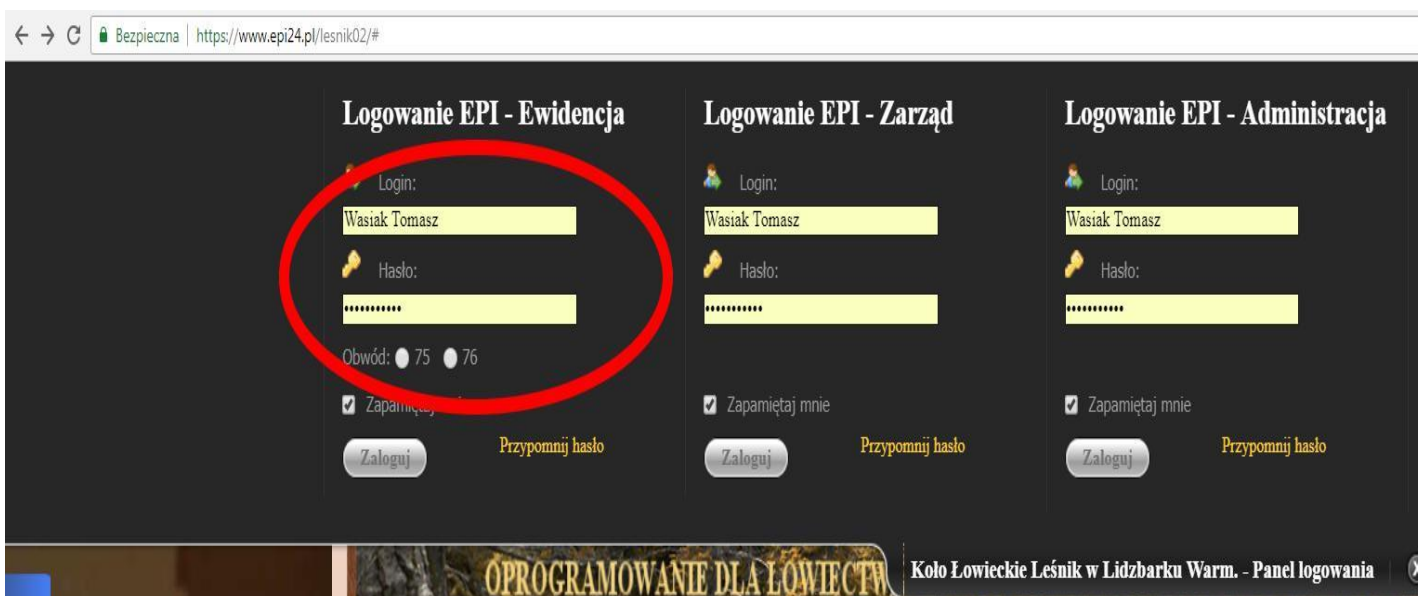 Bezpieczna | https://www.epi24.pl/lesnik02/#
Logowanie EPI - Ewidencja
Login:
Wasiak Tomasz
Hasło:
•••••••••••
Obwód: 75 76
Zaloguj
Przypomnij hasło
Logowanie EPI - Zarząd
Login:
Wasiak Tomasz
Hasło:
•••••••••••
Zapamiętaj mnie
Zaloguj
Przypomnij hasło
Logowanie EPI - Administracja
Login:
Wasiak Tomasz
Hasło:
•••••••••••
Zapamiętaj mnie
Zaloguj
Przypomnij hasło
OPROGRAMOWANIE DLA ŁOWIECTW
Koło Łowieckie Leśnik w Lidzbarku Warm. - Panel logowania